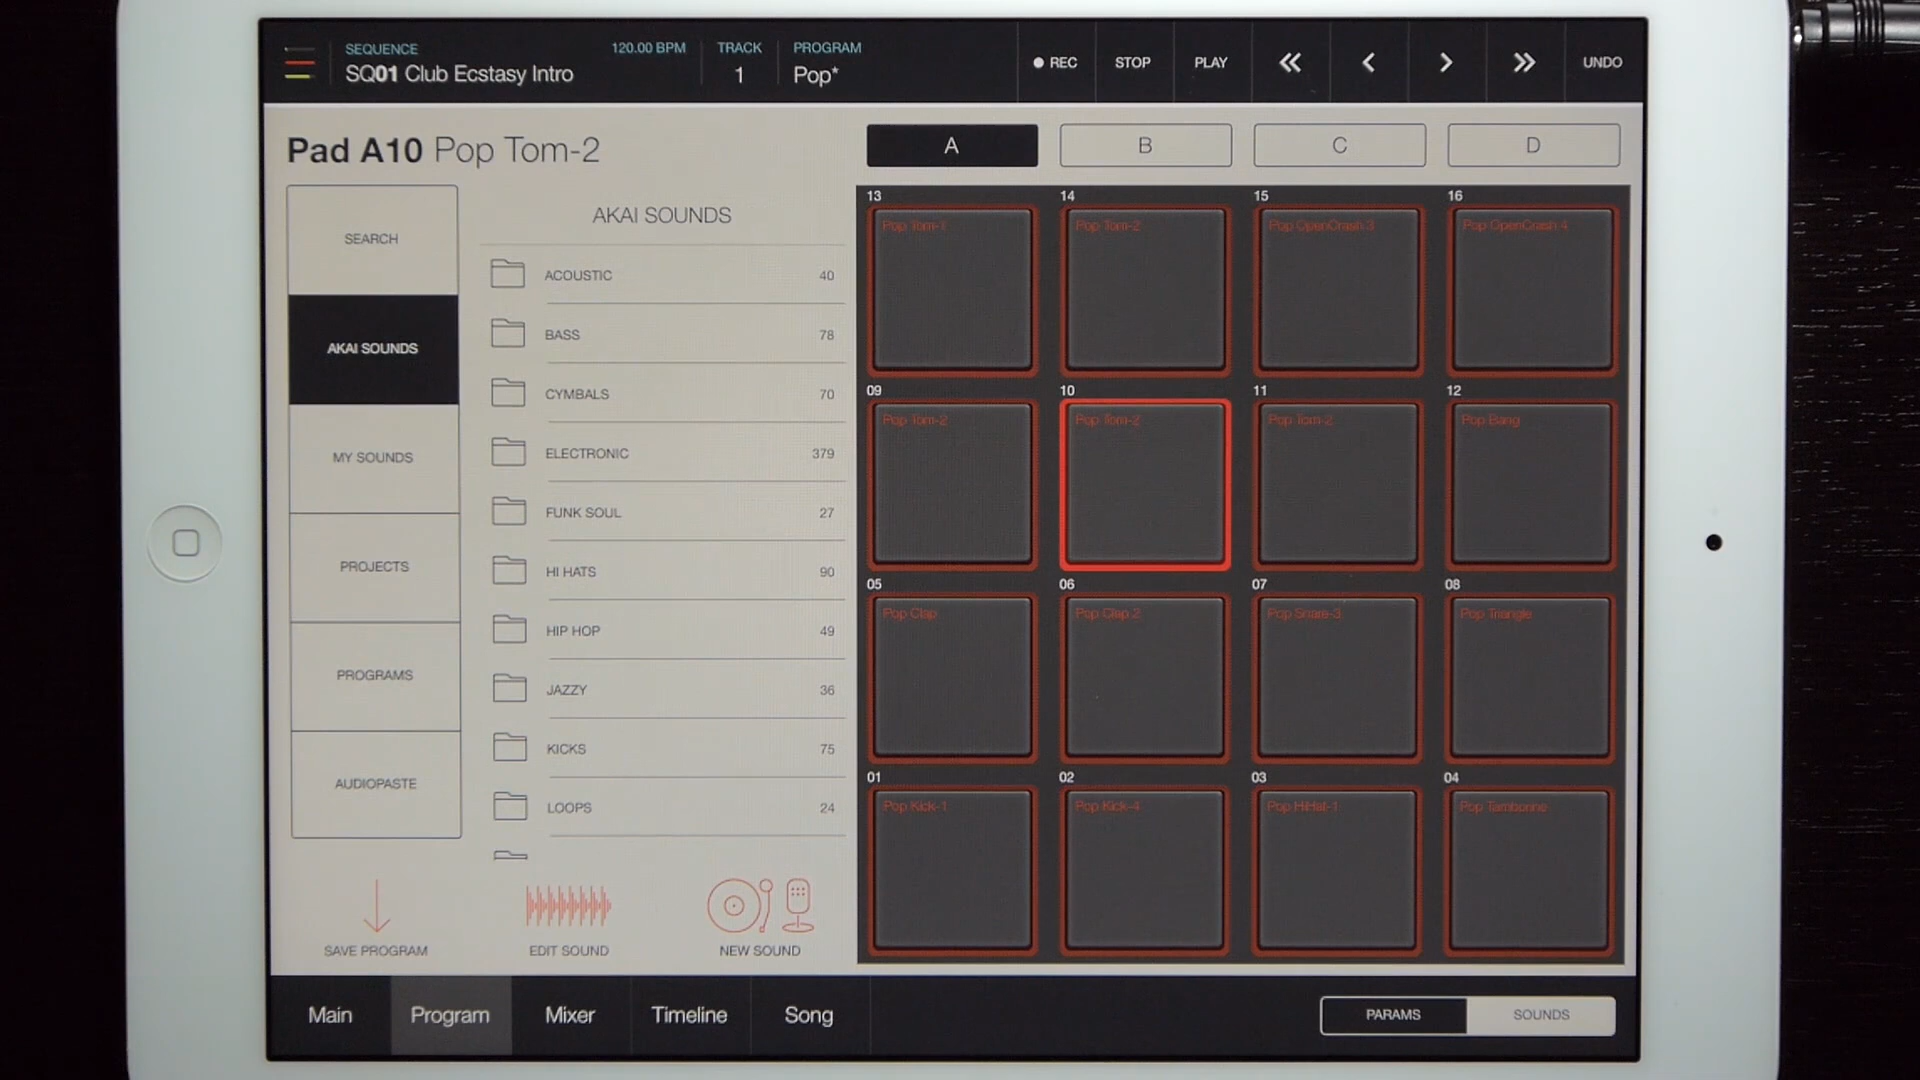 SEQUENCE
SQ01 Club Ecstasy Intro
120.00 BPM
TRACK
1
PROGRAM
Pop*
REC
STOP
PLAY
UNDO
Pad A10 Pop Tom-2
A
B
C
D
SEARCH
AKAI SOUNDS
MY SOUNDS
PROJECTS
PROGRAMS
AUDIOPASTE
AKAI SOUNDS
ACOUSTIC 40
BASS 78
CYMBALS 70
ELECTRONIC 379
FUNK SOUL 27
HI HATS 90
HIP HOP 49
JAZZY 36
KICKS 75
LOOPS 24
13
Pop Tom-1
14
Pop Tom-2
15
Pop OpenCrash 3
16
Pop OpenCrash 4
09
Pop Tom-2
10
Pop Tom-2
11
Pop Tom-2
12
Pop Bang
05
Pop Clap
06
Pop Clap 2
07
Pop Snare-3
08
Pop Triangle
01
Pop Kick-1
02
Pop Kick-4
03
Pop HiHat-1
04
Pop Tamborine
SAVE PROGRAM
EDIT SOUND
NEW SOUND
Main
Program
Mixer
Timeline
Song
PARAMS
SOUNDS